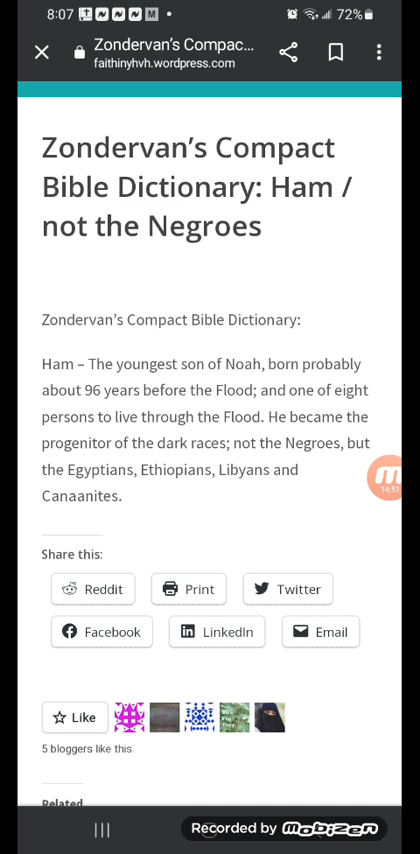 8:07 72%
Zondervan's Compac...
faithinyhvh.wordpress.com
Zondervan's Compact
Bible Dictionary: Ham /
not the Negroes
Zondervan's Compact Bible Dictionary:
Ham – The youngest son of Noah, born probably
about 96 years before the Flood; and one of eight
persons to live through the Flood. He became the
progenitor of the dark races; not the Negroes, but
the Egyptians, Ethiopians, Libyans and
Canaanites.
14:51
Share this:
Reddit Print Twitter
Facebook LinkedIn Email
Like
5 bloggers like this.
Related
Recorded by mobizen